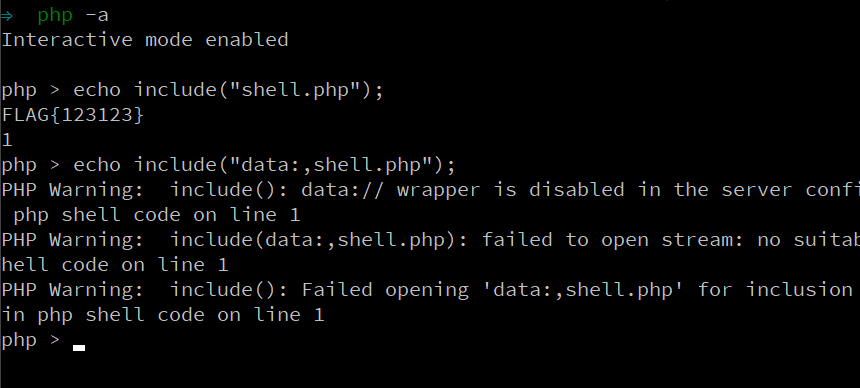 ⇒ php -a
Interactive mode enabled
php > echo include("shell.php");
FLAG{123123}
1
php > echo include("data:,shell.php");
PHP Warning:  include(): data:// wrapper is disabled in the server confi
php shell code on line 1
PHP Warning:  include(data:,shell.php): failed to open stream: no suitab
hell code on line 1
PHP Warning:  include(): Failed opening 'data:,shell.php' for inclusion
in php shell code on line 1
php >